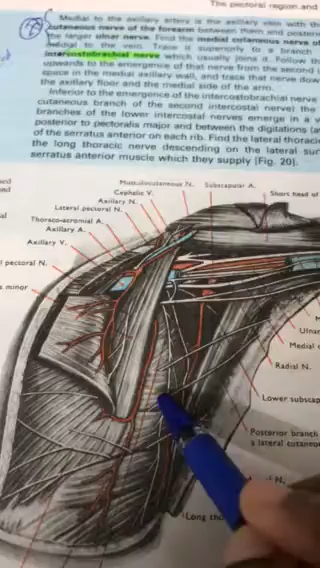 The pectoral region and
Medial to the axillary artery is the axillary vein with the
cutaneous nerve of the forearm between them and posterior
the larger ulnar nerve. Find the medial cutaneous nerve of
medial to the vein. Trace it superiorly to a branch
intercostobrachial nerve which usually joins it. Follow th
upwards to the emergence of that nerve from the second i
space in the medial axillary wall, and trace that nerve dow
the axillary floor and the medial side of the arm.
Inferior to the emergence of the intercostobrachial nerve
cutaneous branch of the second intercostal nerve) the
branches of the lower intercostal nerves emerge in a v
posterior to pectoralis major and between the digitations (a
of the serratus anterior on each rib. Find the lateral thoraci
the long thoracic nerve descending on the lateral sur
serratus anterior muscle which they supply [Fig. 20].
Musculocutaneous N.
Subscapular A.
Axillary N.
Cephalic V.
Short head of
Lateral pectoral N.
Thoraco-acromial A.
Axillary A.
Axillary V.
l pectoral N.
s minor
M
Ulnar
Medial c
Radial N.
Lower subscap
Posterior branch
a lateral cutaneo
N.
Long tho